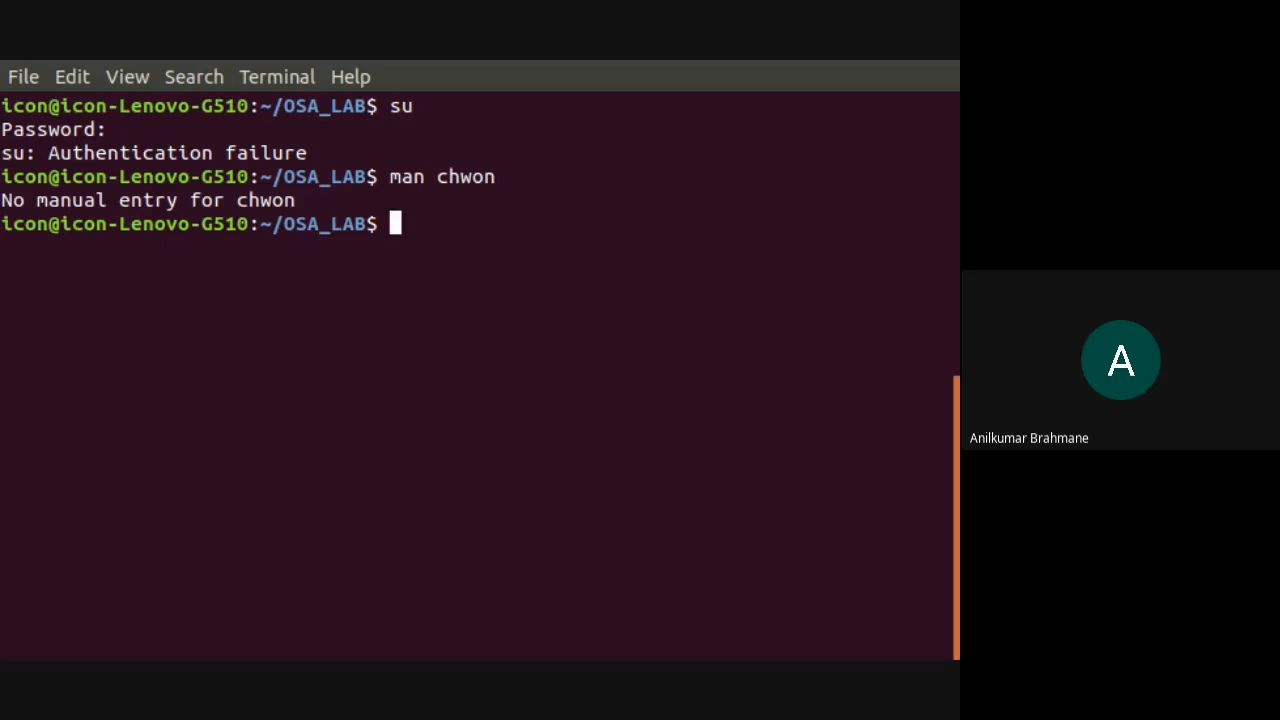 File Edit View Search Terminal Help
icon@icon-Lenovo-G510:~/OSA_LAB$ su
Password:
su: Authentication failure
icon@icon-Lenovo-G510:~/OSA_LAB$ man chwon
No manual entry for chwon
icon@icon-Lenovo-G510:~/OSA_LAB$
A
Anilkumar Brahmane